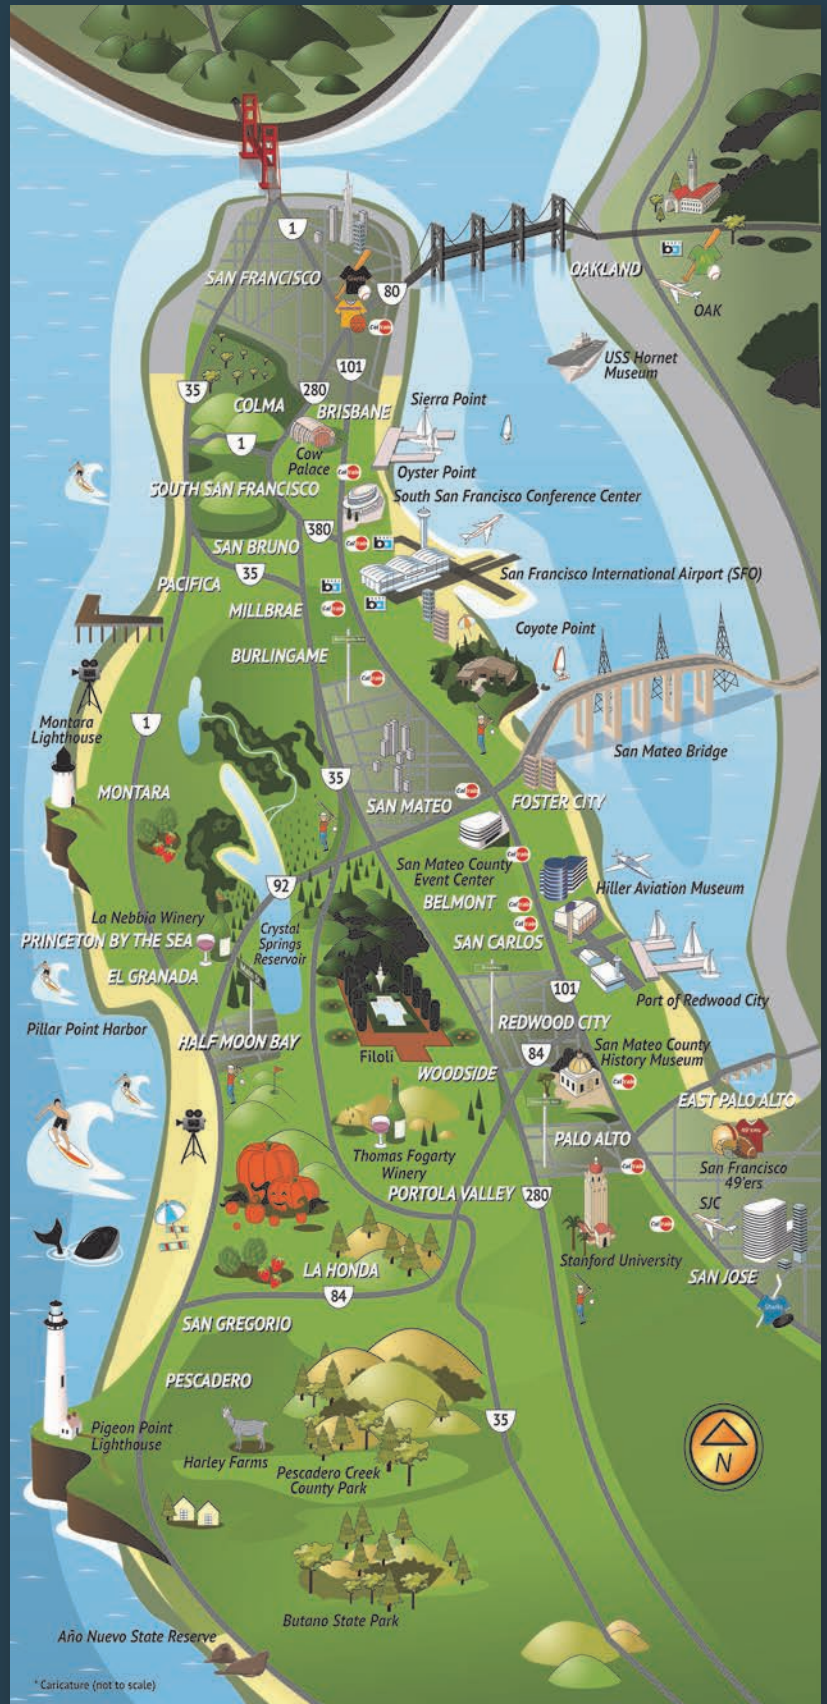 1
SAN FRANCISCO
80
OAKLAND
OAK
USS Hornet
Museum
101
35
280
COLMA
BRISBANE
Sierra Point
1
Cow
Palace
Cal
Oyster Point
SOUTH SAN FRANCISCO
South San Francisco Conference Center
380
SAN BRUNO
35
PACIFICA
San Francisco International Airport (SFO)
MILLBRAE
Coyote Point
BURLINGAME
Montara
Lighthouse
1
San Mateo Bridge
35
MONTARA
SAN MATEO
FOSTER CITY
San Mateo County
Event Center
92
Hiller Aviation Museum
BELMONT
La Nebbia Winery
PRINCETON BY THE SEA
Crystal
Springs
Reservoir
SAN CARLOS
EL GRANADA
101
Port of Redwood City
Pillar Point Harbor
REDWOOD CITY
HALF MOON BAY
84
San Mateo County
History Museum
Filoli
WOODSIDE
EAST PALO ALTO
PALO ALTO
Thomas Fogarty
Winery
San Francisco
49'ers
PORTOLA VALLEY
280
SJC
Stanford University
LA HONDA
SAN JOSE
84
SAN GREGORIO
PESCADERO
35
Pigeon Point
Lighthouse
Harley Farms
Pescadero Creek
County Park
N
Butano State Park
Año Nuevo State Reserve
* Caricature (not to scale)